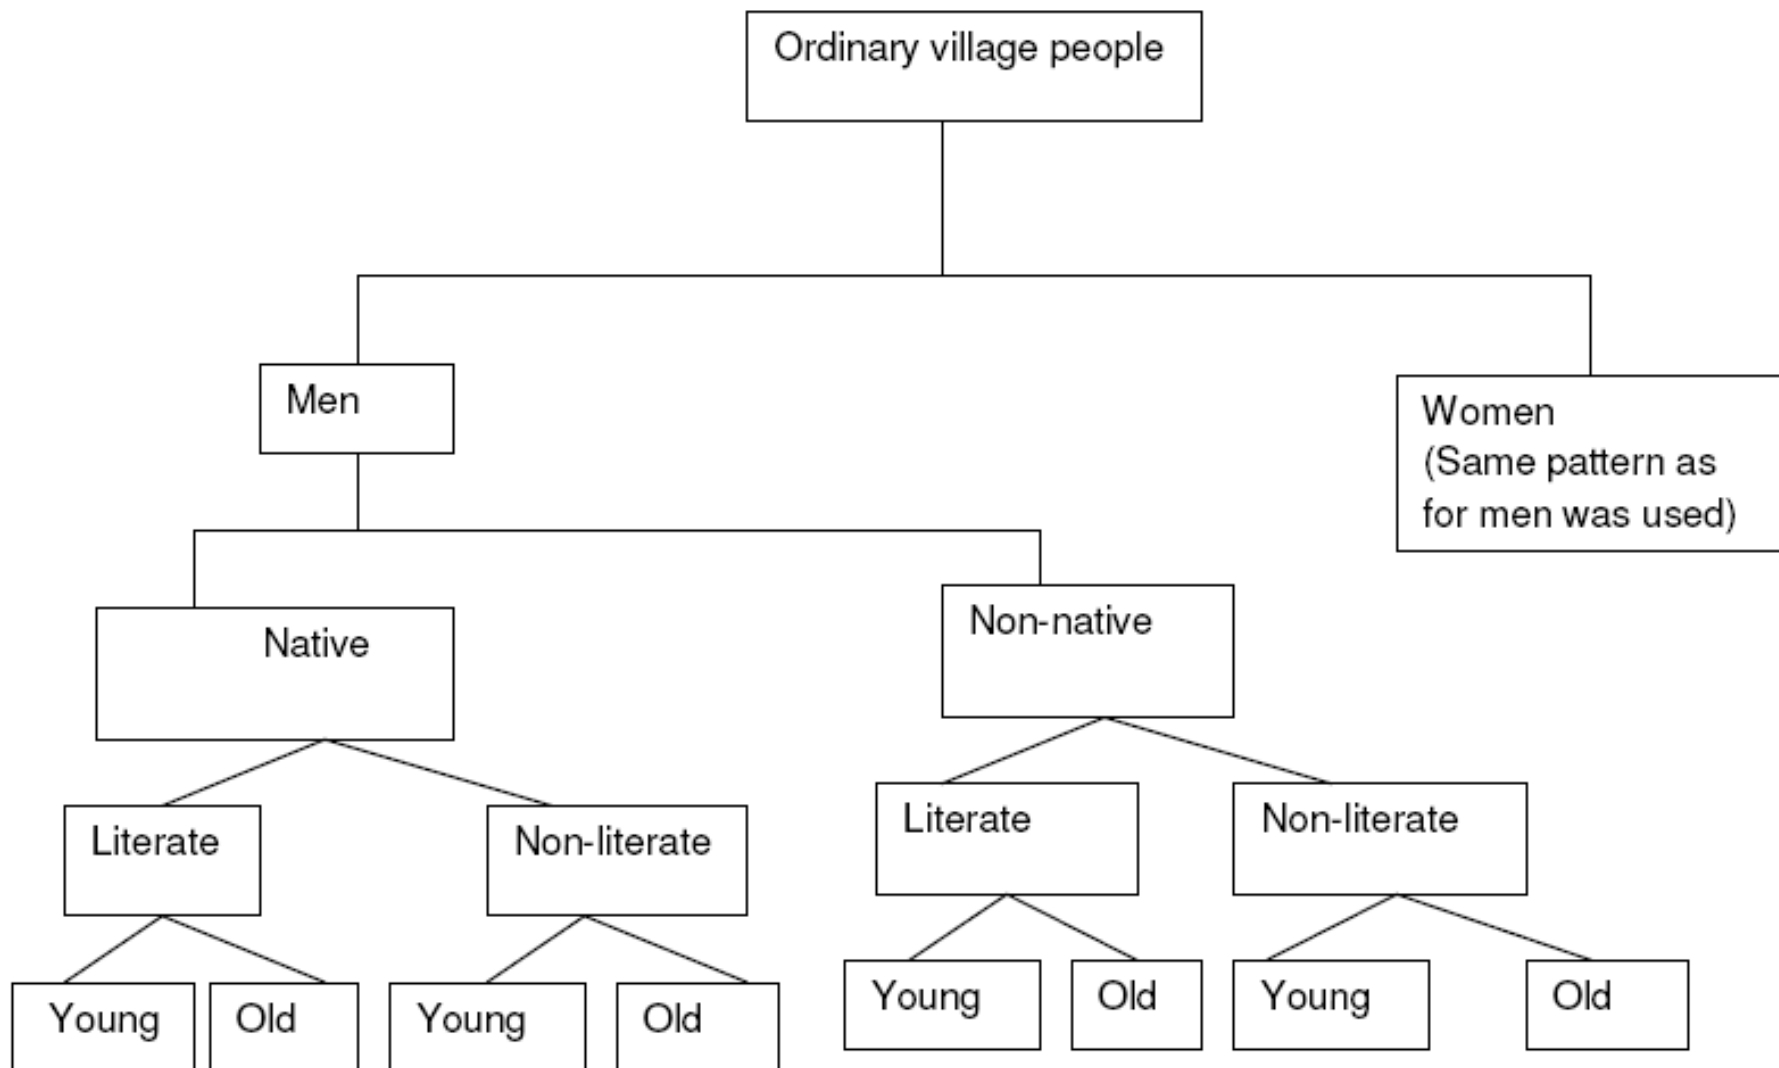 Ordinary village people
Men
Women
(Same pattern as
for men was used)
Native
Non-native
Literate
Non-literate
Literate
Non-literate
Young
Old
Young
Old
Young
Old
Young
Old